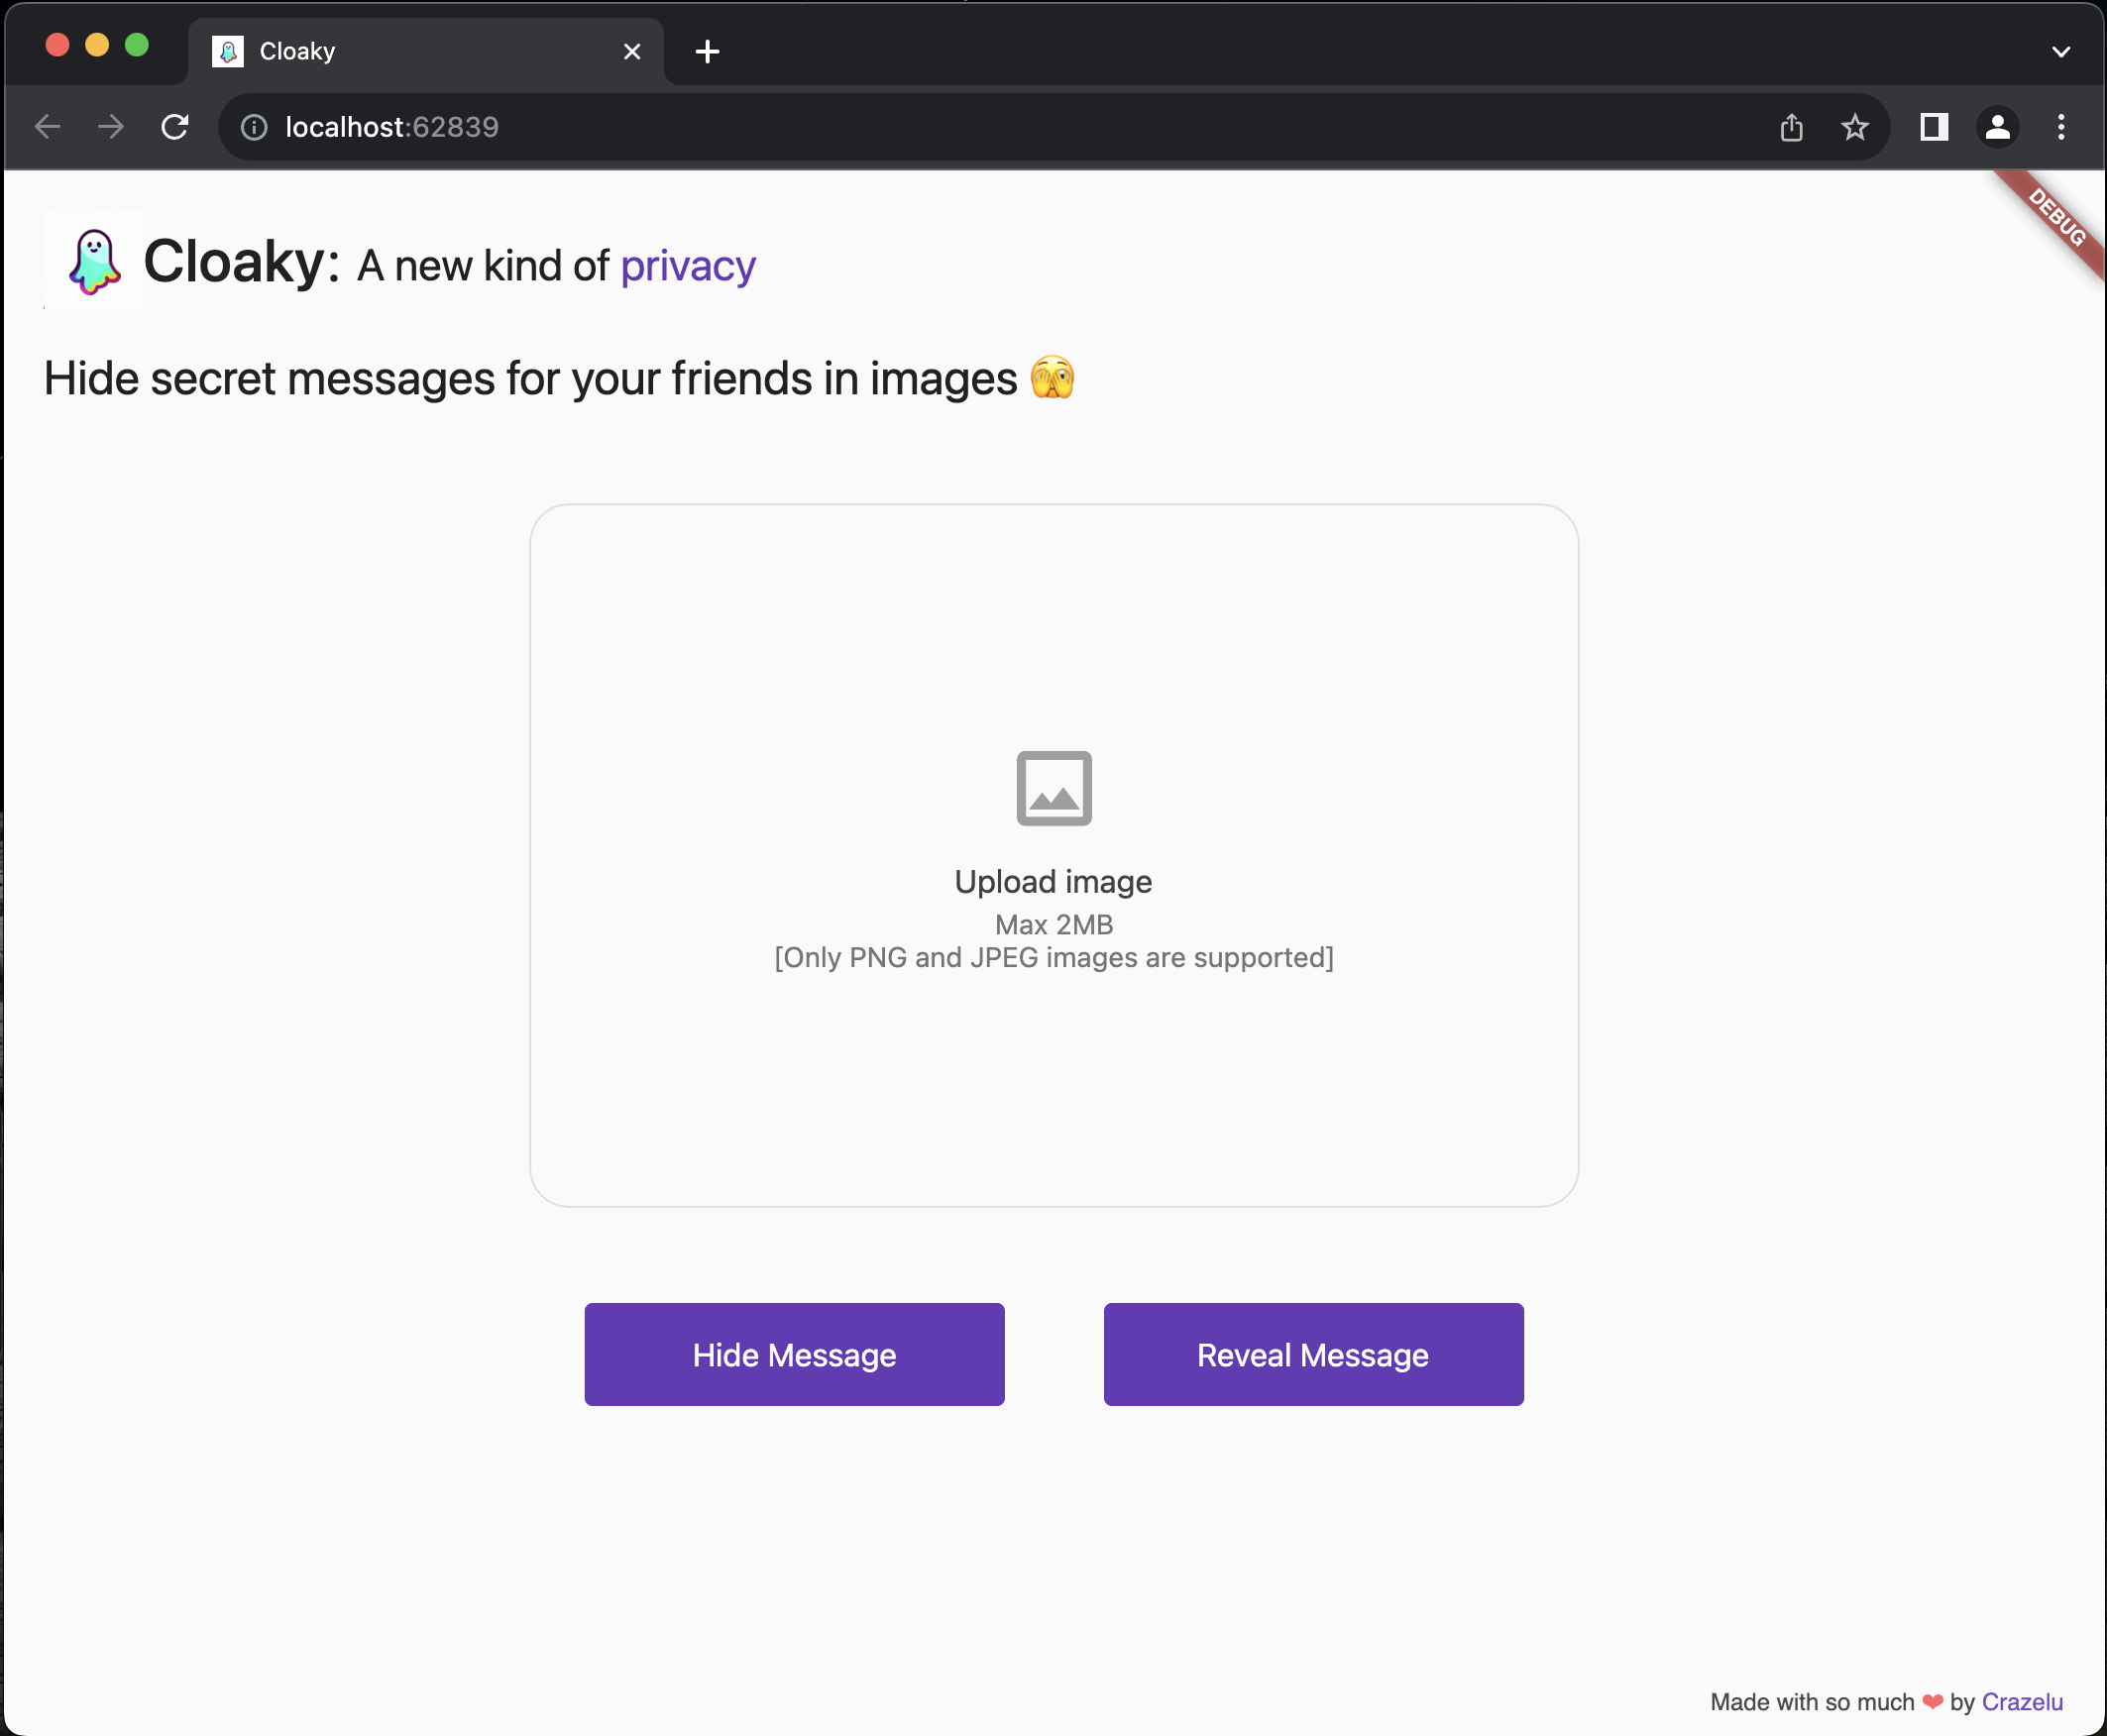 Cloaky
localhost:62839
DEBUG
Cloaky: A new kind of privacy
Hide secret messages for your friends in images 🫣
Upload image
Max 2MB
[Only PNG and JPEG images are supported]
Hide Message
Reveal Message
Made with so much ❤ by Crazelu